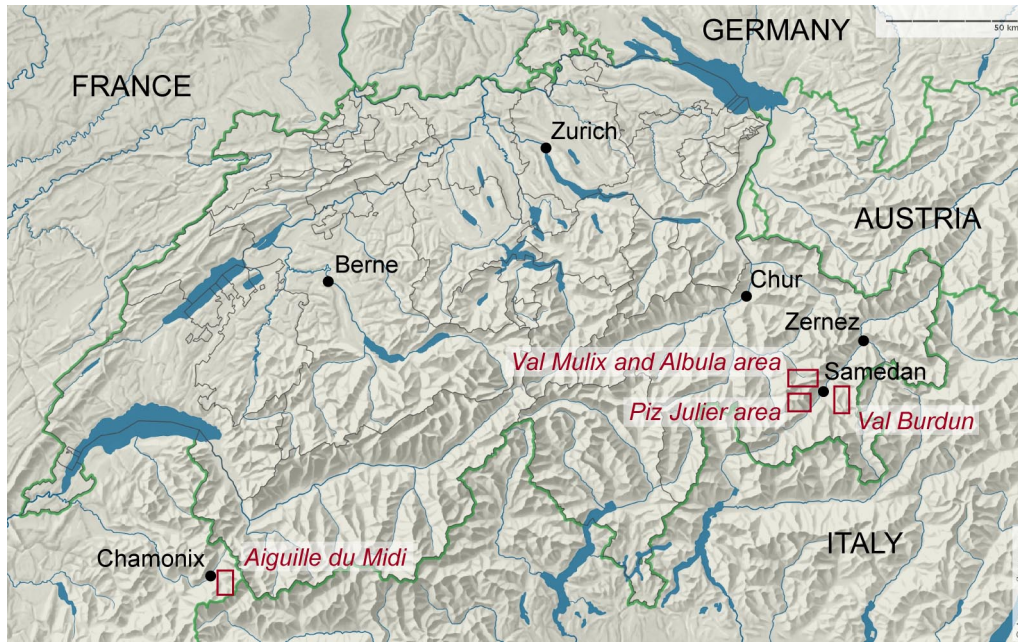 GERMANY
50 km
FRANCE
Zurich
AUSTRIA
Berne
Chur
Zernez
Val Mulix and Albula area
Samedan
Piz Julier area
Val Burdun
ITALY
Chamonix
Aiguille du Midi